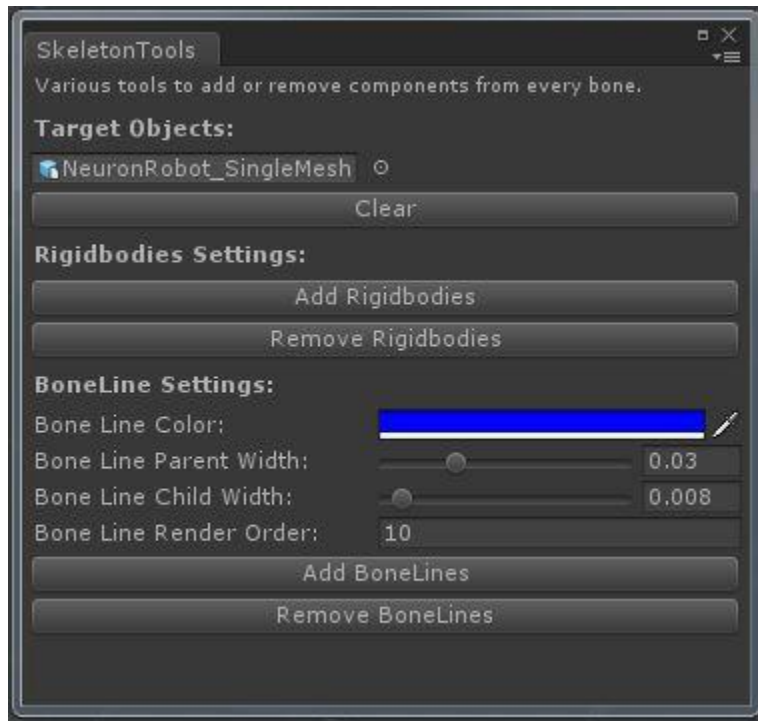 SkeletonTools
Various tools to add or remove components from every bone.
Target Objects:
NeuronRobot_SingleMesh
Clear
Rigidbodies Settings:
Add Rigidbodies
Remove Rigidbodies
BoneLine Settings:
Bone Line Color:
Bone Line Parent Width: 0.03
Bone Line Child Width: 0.008
Bone Line Render Order: 10
Add BoneLines
Remove BoneLines